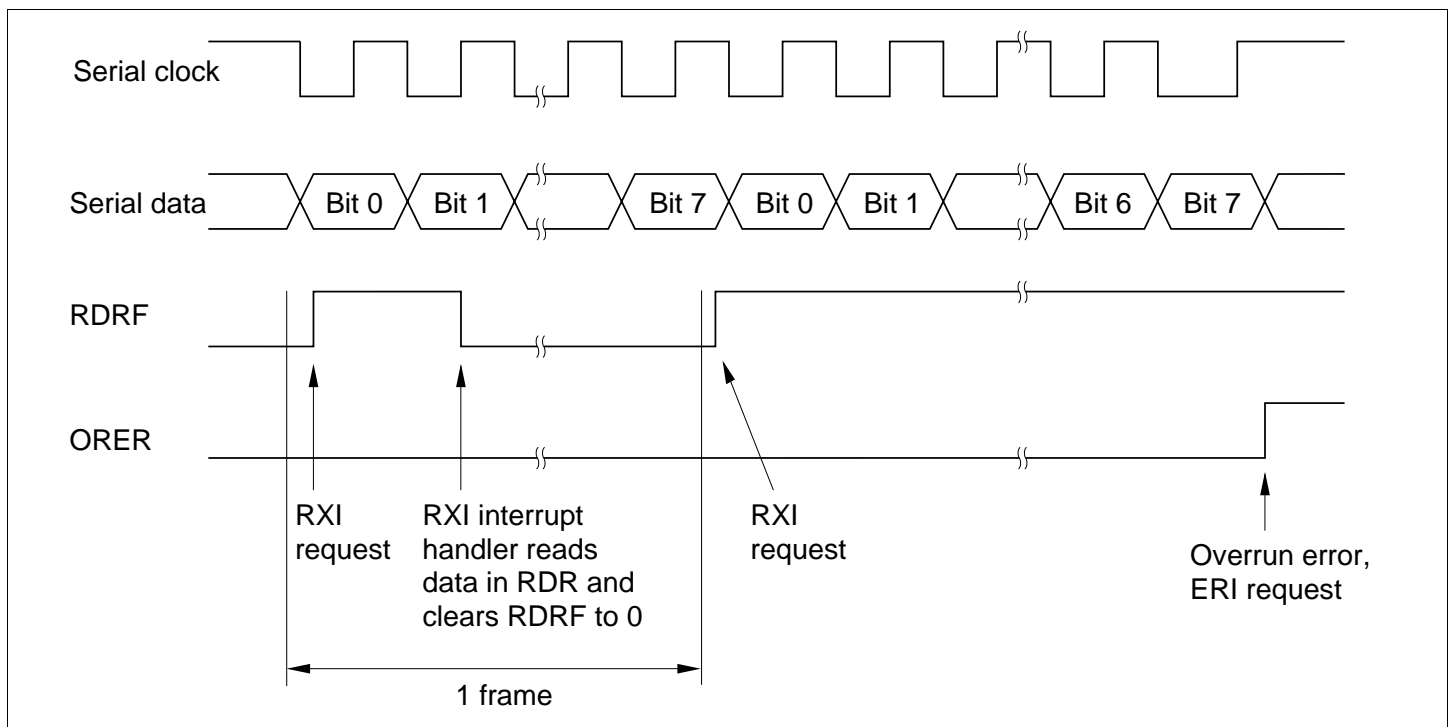 Serial clock
Serial data
Bit 0
Bit 1
Bit 7
Bit 0
Bit 1
Bit 6
Bit 7
RDRF
ORER
RXI
request
RXI interrupt
handler reads
data in RDR and
clears RDRF to 0
RXI
request
Overrun error,
ERI request
1 frame